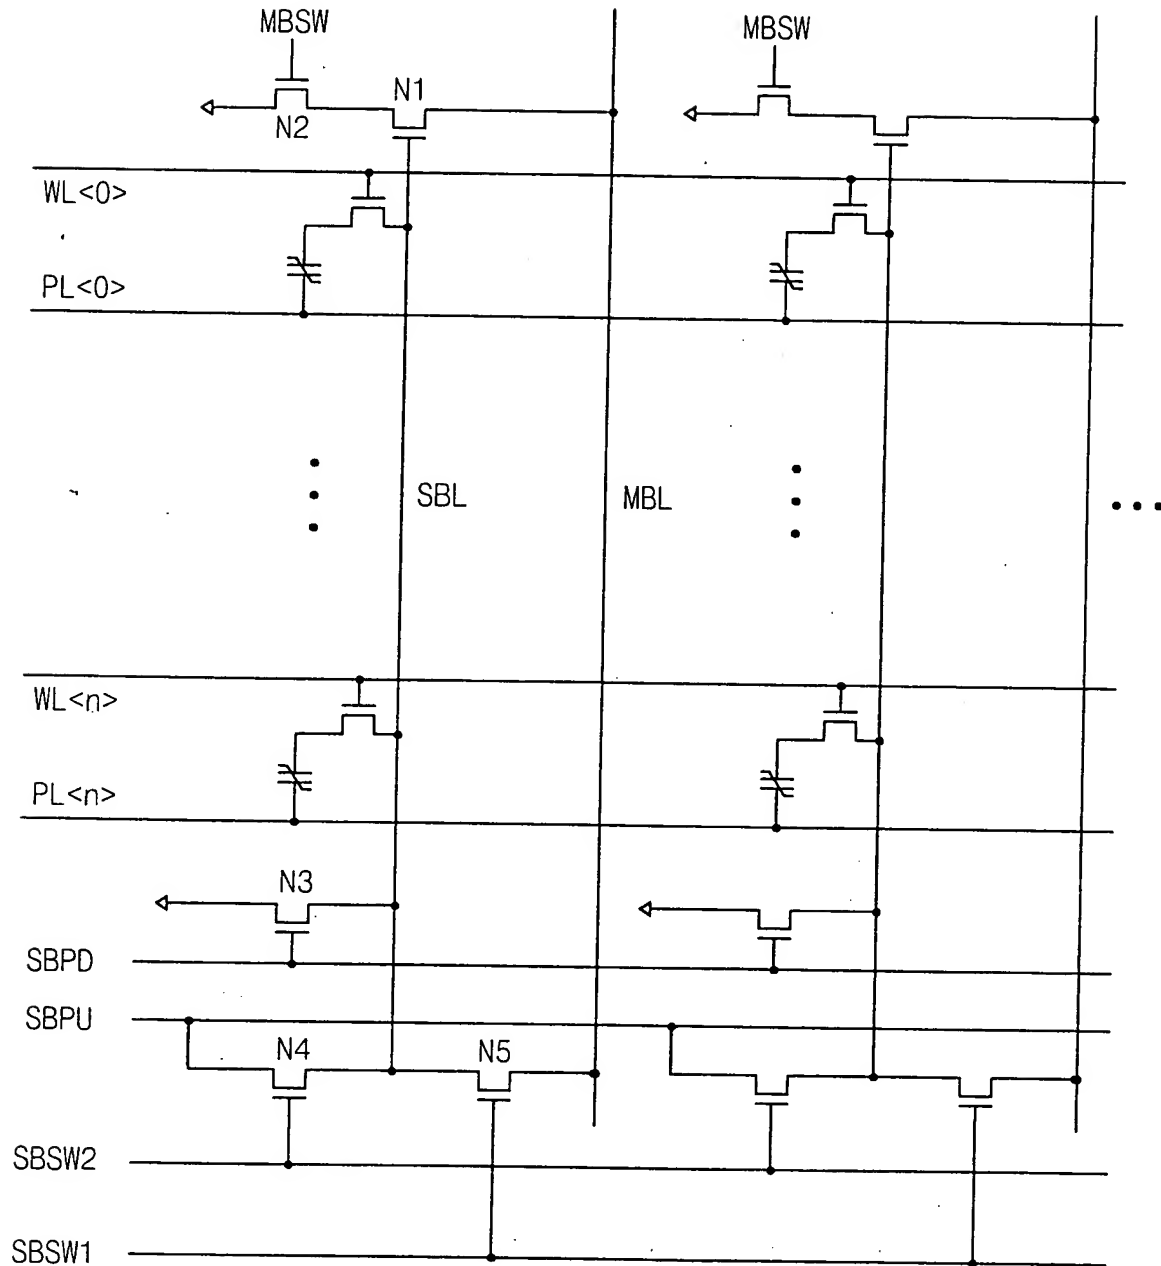 MBSW MBSW
N1
N2
WL<0>
PL<0>
SBL MBL
WL<n>
PL<n>
N3
SBPD
SBPU
N4 N5
SBSW2
SBSW1